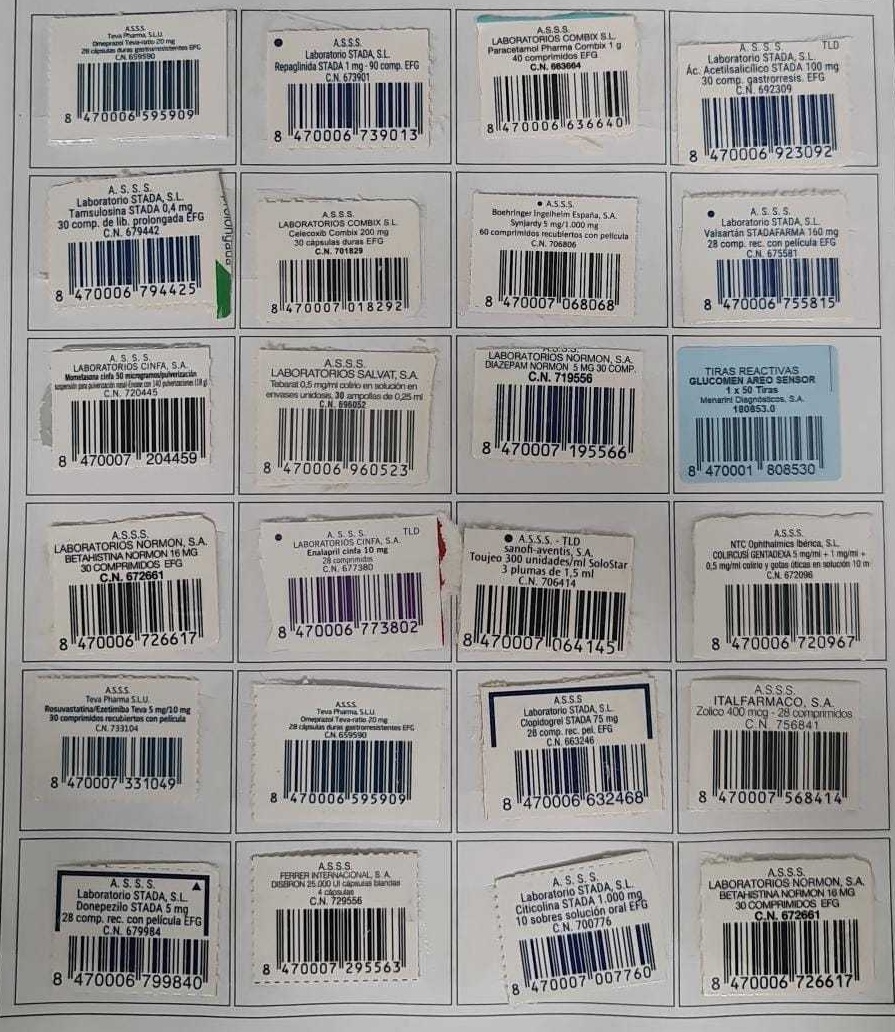 A.S.S.S.
Teva Pharma, S.L.U.
Omeprazol Teva-ratio 20 mg
28 cápsulas duras gastrorresistentes EFG
C.N. 659590
8 470006 595909
A.S.S.S.
Laboratorio STADA, S.L.
Repaglinida STADA 1 mg - 90 comp. EFG
C.N. 673901
8 470006 739013
A.S.S.S.
LABORATORIOS COMBIX S.L.
Paracetamol Pharma Combix 1 g
40 comprimidos EFG
C.N. 663664
8 470006 636640
A. S. S. S. TLD
Laboratorio STADA, S.L.
Ác. Acetilsalicílico STADA 100 mg
30 comp. gastrorresis. EFG
C.N. 692309
8 470006 923092
A. S. S. S.
Laboratorio STADA, S.L.
Tamsulosina STADA 0,4 mg
30 comp. de lib. prolongada EFG
C.N. 679442
8 470006 794425
A.S.S.S.
LABORATORIOS COMBIX S.L.
Celecoxib Combix 200 mg
30 cápsulas duras EFG
C.N. 701829
8 470007 018292
A.S.S.S.
Boehringer Ingelheim España, S.A.
Synjardy 5 mg/1.000 mg
60 comprimidos recubiertos con película
C.N. 706806
8 470007 068068
A.S.S.S.
Laboratorio STADA, S.L.
Valsartán STADAFARMA 160 mg
28 comp. rec. con película EFG
C.N. 675581
8 470006 755815
A. S. S. S.
LABORATORIOS CINFA, S.A.
Mometasona cinfa 50 microgramos/pulverización
suspensión para pulverización nasal-Envase con 140 pulverizaciones (18 g)
C.N. 720445
8 470007 204459
A.S.S.S.
LABORATORIOS SALVAT, S.A.
Tebarat 0,5 mg/ml colirio en solución en
envases unidosis, 30 ampollas de 0,25 ml
C.N. 696052
8 470006 960523
A.S.S.S.
LABORATORIOS NORMON, S.A.
DIAZEPAM NORMON 5 MG 30 COMP.
C.N. 719556
8 470007 195566
TIRAS REACTIVAS
GLUCOMEN AREO SENSOR
1 x 50 Tiras
Menarini Diagnósticos, S.A.
180853.0
8 470001 808530
A.S.S.S.
LABORATORIOS NORMON, S.A.
BETAHISTINA NORMON 16 MG
30 COMPRIMIDOS EFG
C.N. 672661
8 470006 726617
A. S. S. S. TLD
LABORATORIOS CINFA, S.A.
Enalapril cinfa 10 mg
28 comprimidos
C.N. 677380
8 470006 773802
A.S.S.S. - TLD
sanofi-aventis, S.A.
Toujeo 300 unidades/ml SoloStar
3 plumas de 1,5 ml
C.N. 706414
8 470007 064145
A.S.S.S.
NTC Ophthalmics Ibérica, S.L.
COLIRCUSÍ GENTADEXA 5 mg/ml + 1 mg/ml +
0,5 mg/ml colirio y gotas óticas en solución 10 m
C.N. 672096
8 470006 720967
A.S.S.S.
Teva Pharma S.L.U.
Rosuvastatina/Ezetimiba Teva 5 mg/10 mg
30 comprimidos recubiertos con película
C.N. 733104
8 470007 331049
A.S.S.S.
Teva Pharma, S.L.U.
Omeprazol Teva-ratio 20 mg
28 cápsulas duras gastrorresistentes EFG
C.N. 659590
8 470006 595909
A.S.S.S
Laboratorio STADA, S.L.
Clopidogrel STADA 75 mg
28 comp. rec. pel. EFG
C.N. 663246
8 470006 632468
A.S.S.S.
ITALFARMACO, S.A.
Zolico 400 mcg - 28 comprimidos
C.N. 756841
8 470007 568414
A. S. S. S.
Laboratorio STADA, S.L.
Donepezilo STADA 5 mg
28 comp. rec. con película EFG
C.N. 679984
8 470006 799840
A.S.S.S.
FERRER INTERNACIONAL, S.A.
DISBRON 25.000 UI cápsulas blandas
4 cápsulas
C.N. 729556
8 470007 295563
A. S. S. S.
Laboratorio STADA, S.L.
Citicolina STADA 1.000 mg
10 sobres solución oral EFG
C.N. 700776
8 470007 007760
A.S.S.S.
LABORATORIOS NORMON, S.A.
BETAHISTINA NORMON 16 MG
30 COMPRIMIDOS EFG
C.N. 672661
8 470006 726617